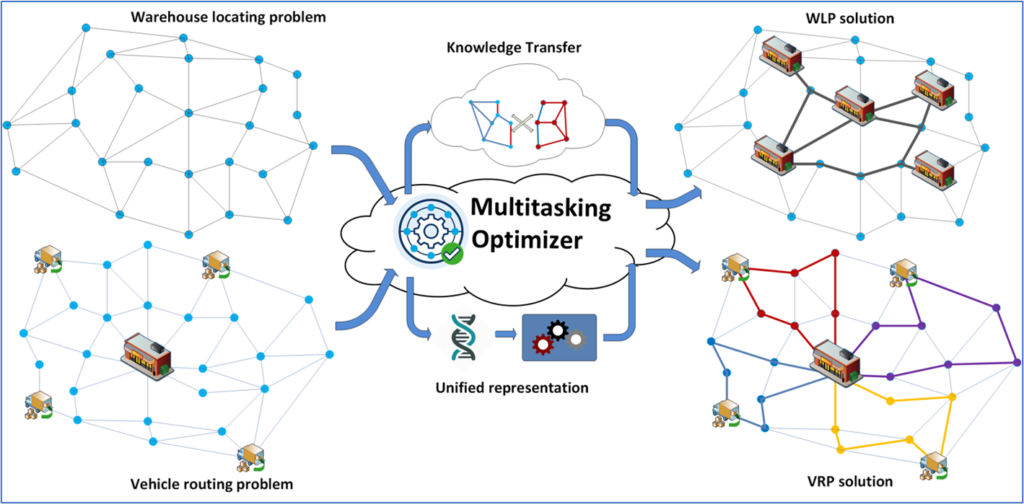 Warehouse locating problem
Knowledge Transfer
WLP solution
Multitasking
Optimizer
Unified representation
Vehicle routing problem
VRP solution